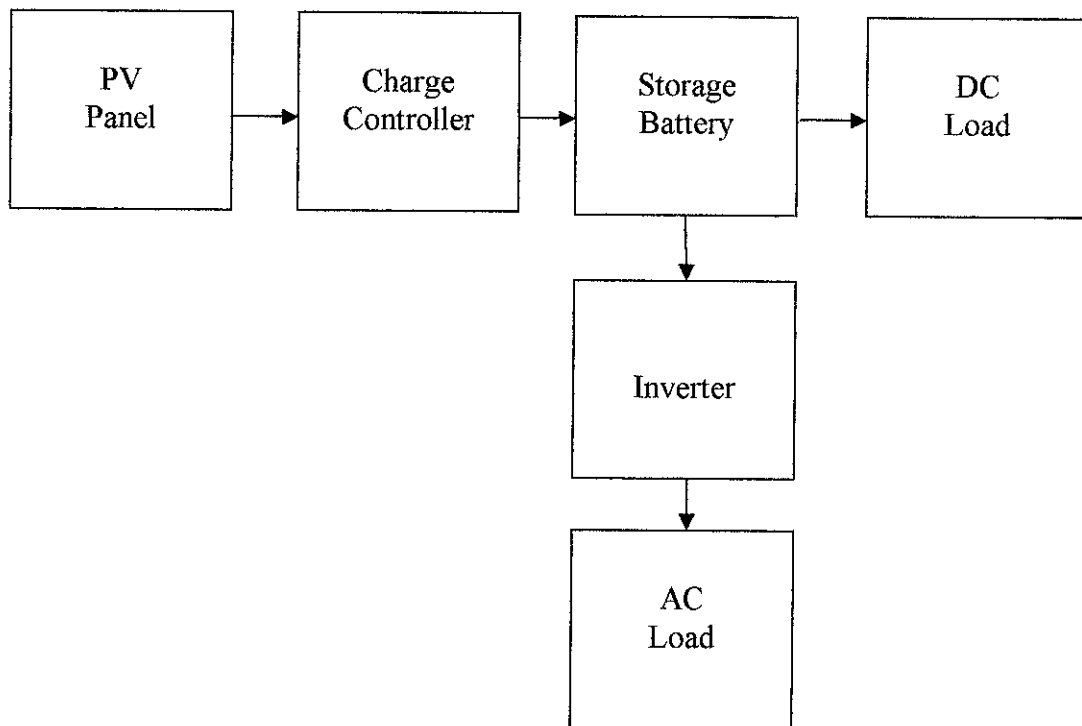 PV
Panel
Charge
Controller
Storage
Battery
DC
Load
Inverter
AC
Load